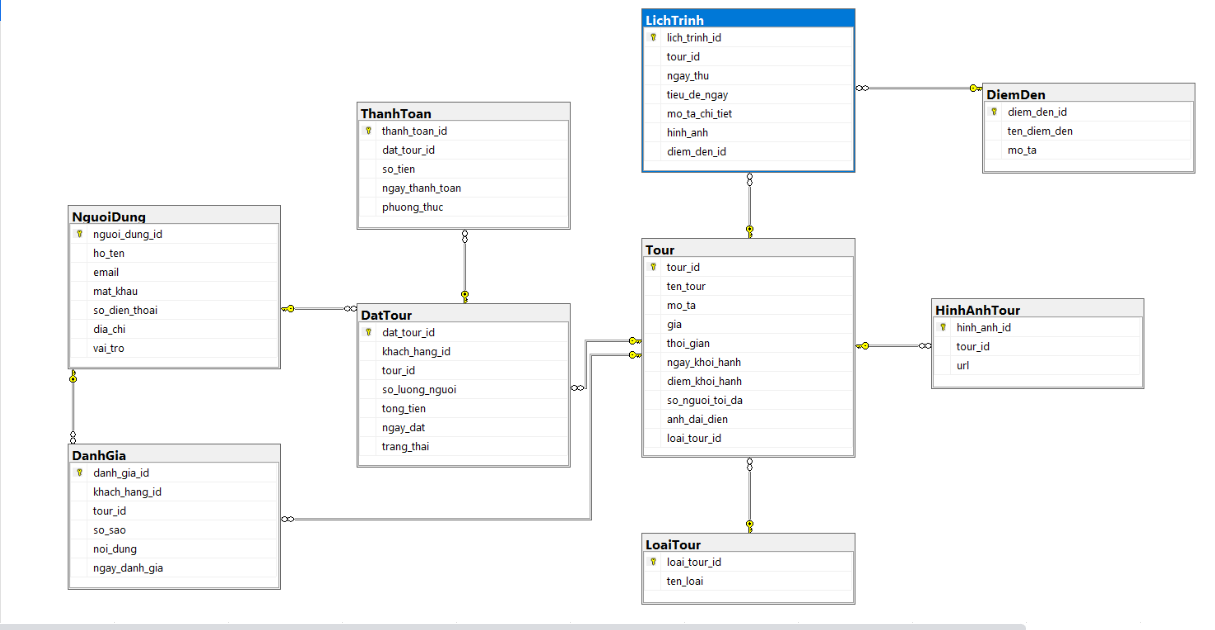 LichTrinh
lich_trinh_id
tour_id
ngay_thu
tieu_de_ngay
mo_ta_chi_tiet
hinh_anh
diem_den_id
DiemDen
diem_den_id
ten_diem_den
mo_ta
ThanhToan
thanh_toan_id
dat_tour_id
so_tien
ngay_thanh_toan
phuong_thuc
NguoiDung
nguoi_dung_id
ho_ten
email
mat_khau
so_dien_thoai
dia_chi
vai_tro
DatTour
dat_tour_id
khach_hang_id
tour_id
so_luong_nguoi
tong_tien
ngay_dat
trang_thai
Tour
tour_id
ten_tour
mo_ta
gia
thoi_gian
ngay_khoi_hanh
diem_khoi_hanh
so_nguoi_toi_da
anh_dai_dien
loai_tour_id
HinhAnhTour
hinh_anh_id
tour_id
url
DanhGia
danh_gia_id
khach_hang_id
tour_id
so_sao
noi_dung
ngay_danh_gia
LoaiTour
loai_tour_id
ten_loai